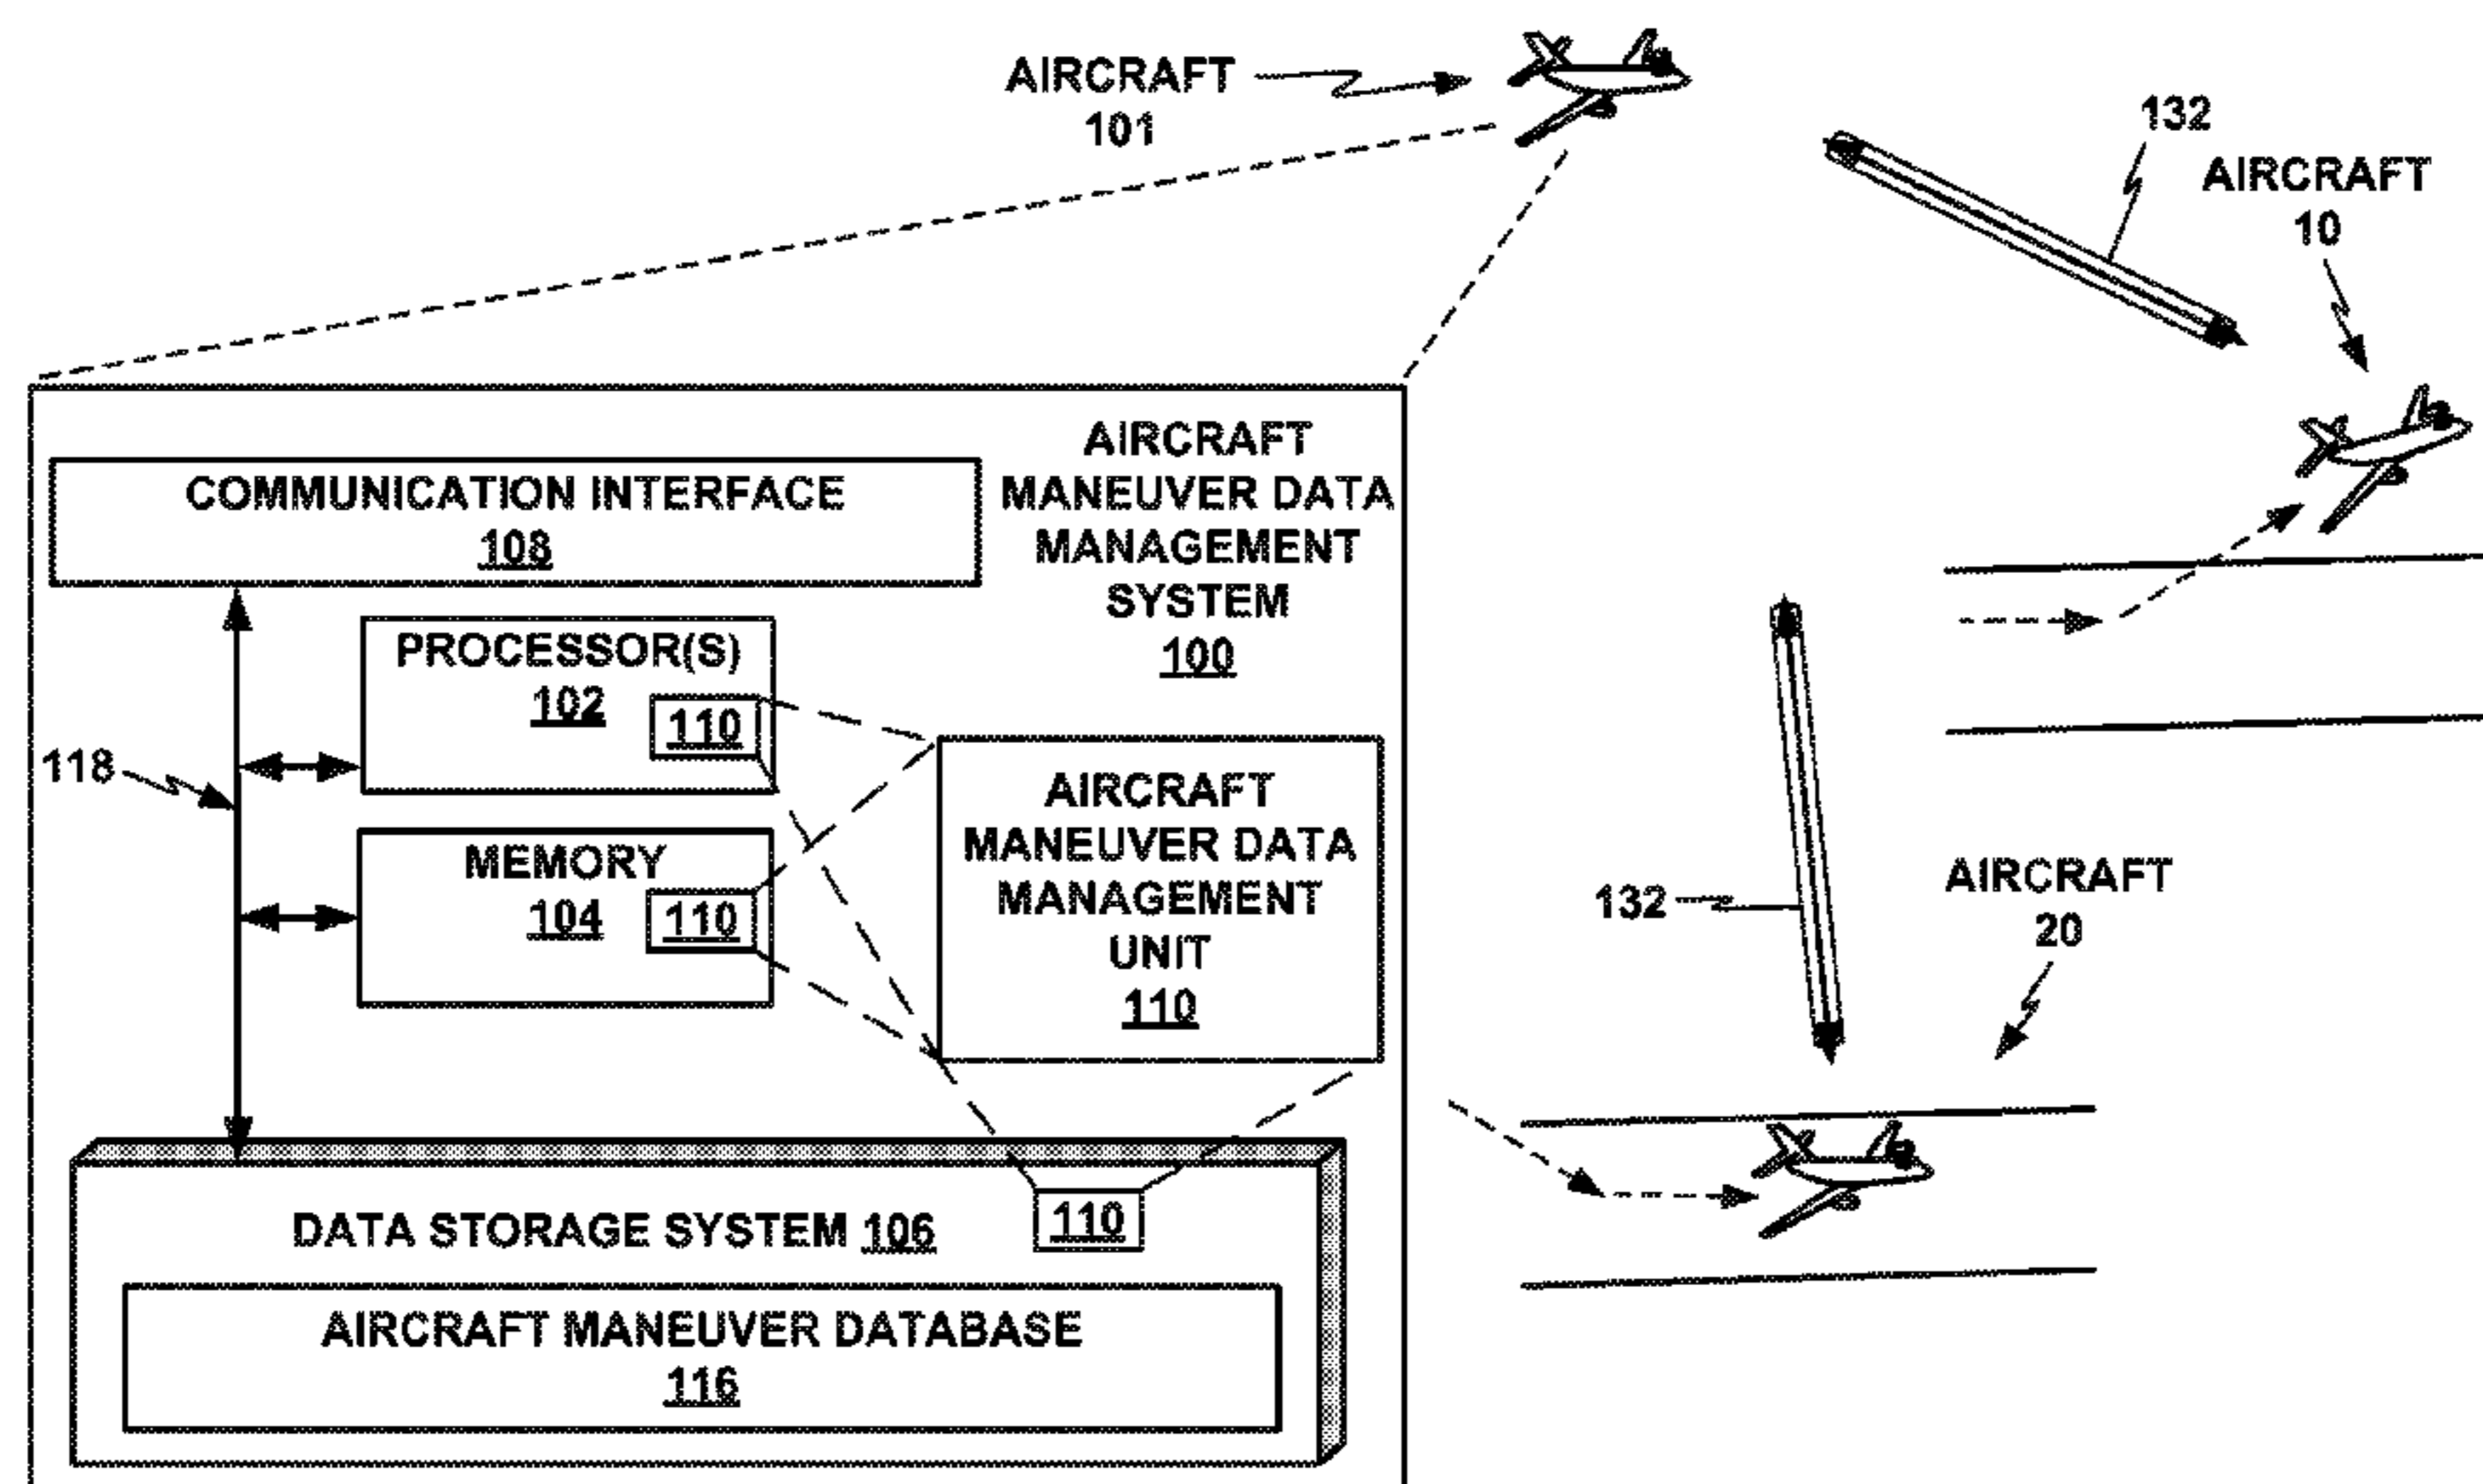 AIRCRAFT
101
132
AIRCRAFT
10
COMMUNICATION INTERFACE
108
AIRCRAFT
MANEUVER DATA
MANAGEMENT
SYSTEM
100
PROCESSOR(S)
102
110
118
MEMORY
104
110
AIRCRAFT
MANEUVER DATA
MANAGEMENT
UNIT
110
132
AIRCRAFT
20
DATA STORAGE SYSTEM 106
110
AIRCRAFT MANEUVER DATABASE
116